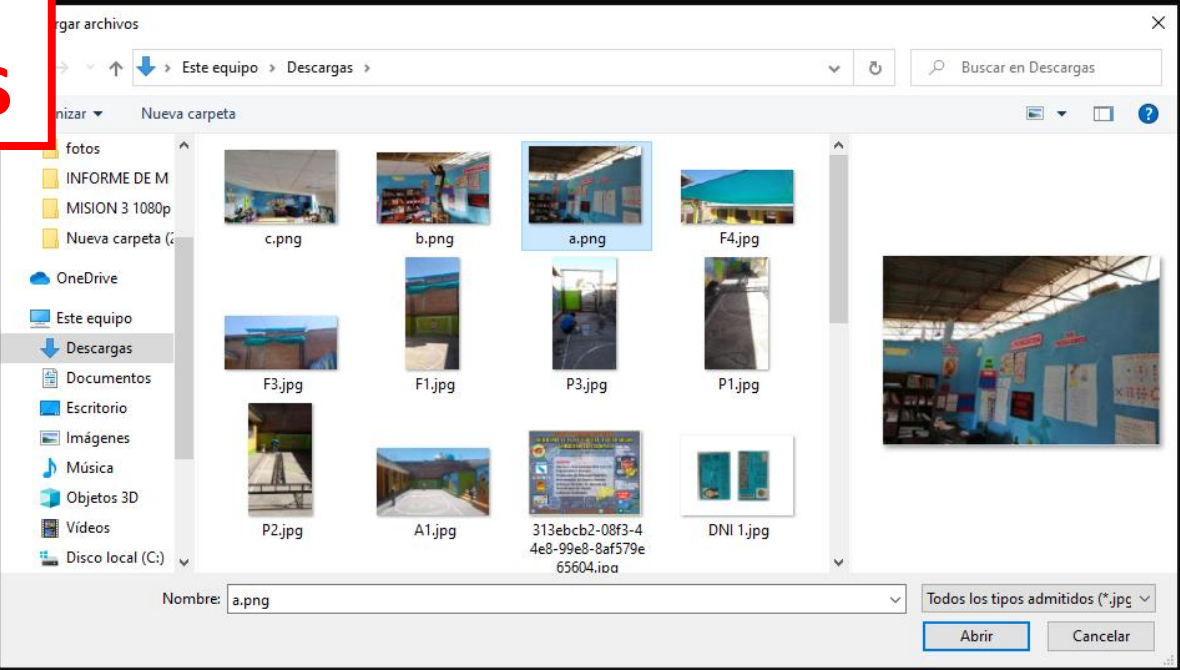 rgar archivos
S
Este equipo > Descargas >
Buscar en Descargas
nizar
Nueva carpeta
fotos
INFORME DE M
MISION 3 1080p
Nueva carpeta (2
OneDrive
Este equipo
Descargas
Documentos
Escritorio
Imágenes
Música
Objetos 3D
Vídeos
Disco local (C:)
c.png
b.png
a.png
F4.jpg
F3.jpg
F1.jpg
P3.jpg
P1.jpg
P2.jpg
A1.jpg
313ebcb2-08f3-4
4e8-99e8-8af579e
65604.jpg
DNI 1.jpg
Nombre:
a.png
Todos los tipos admitidos (*.jpg
Abrir
Cancelar